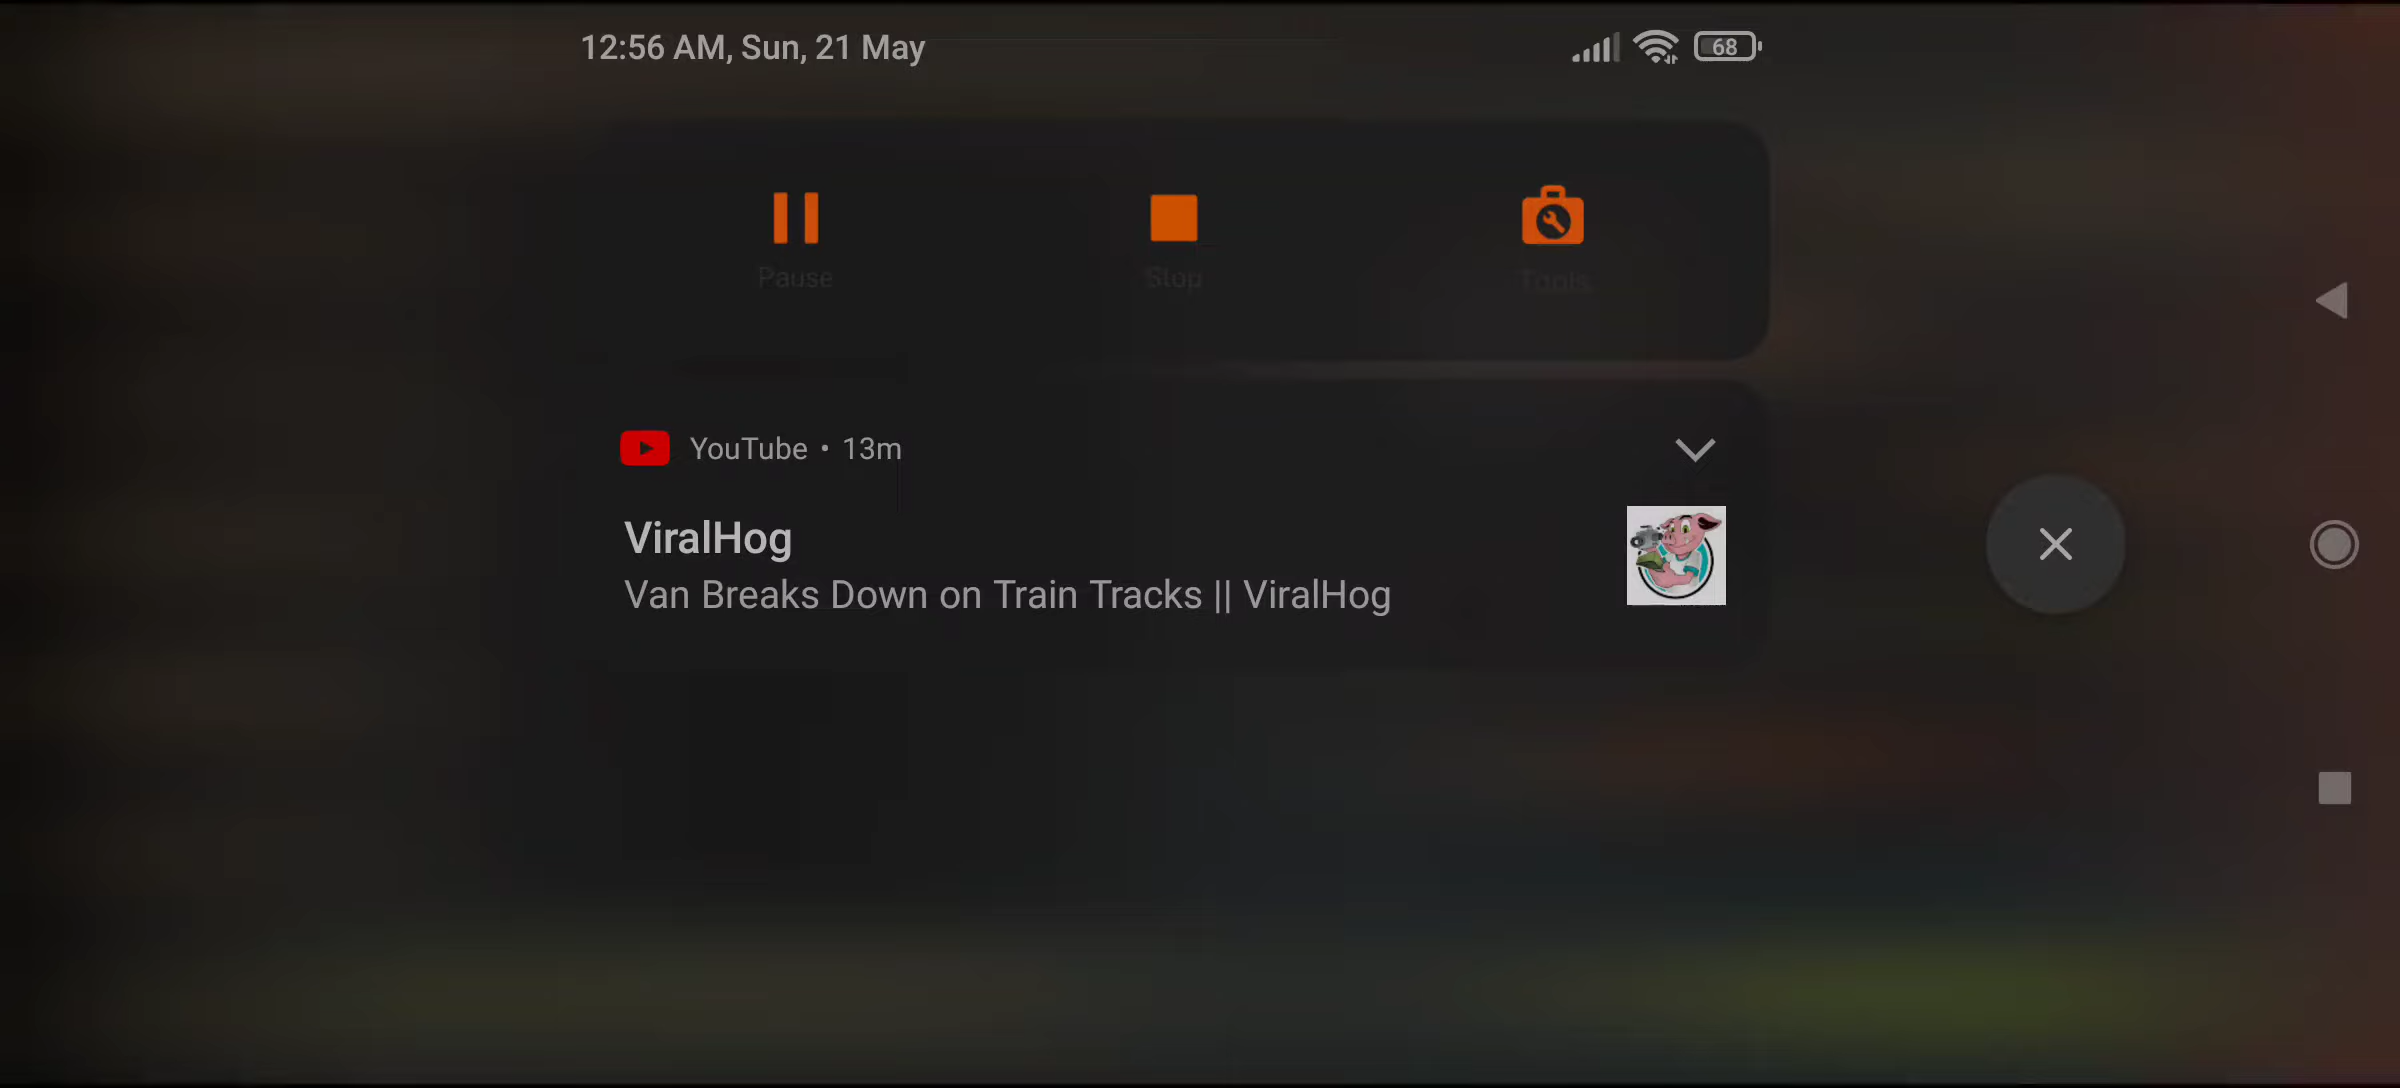 12:56 AM, Sun, 21 May
68
Pause
Stop
Tools
YouTube • 13m
ViralHog
Van Breaks Down on Train Tracks || ViralHog